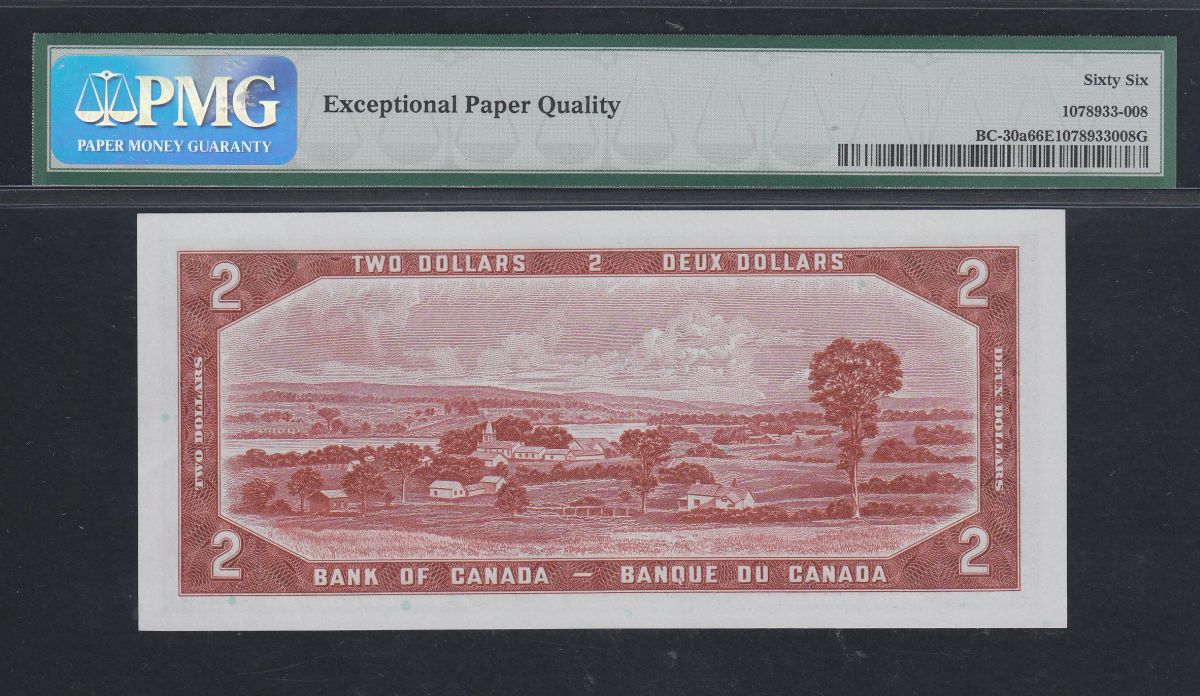 PMG
PAPER MONEY GUARANTY
Exceptional Paper Quality
Sixty Six
1078933-008
BC-30a66E1078933008G
2 TWO DOLLARS 2 DEUX DOLLARS 2
TWO DOLLARS
DEUX DOLLARS
2 BANK OF CANADA — BANQUE DU CANADA 2